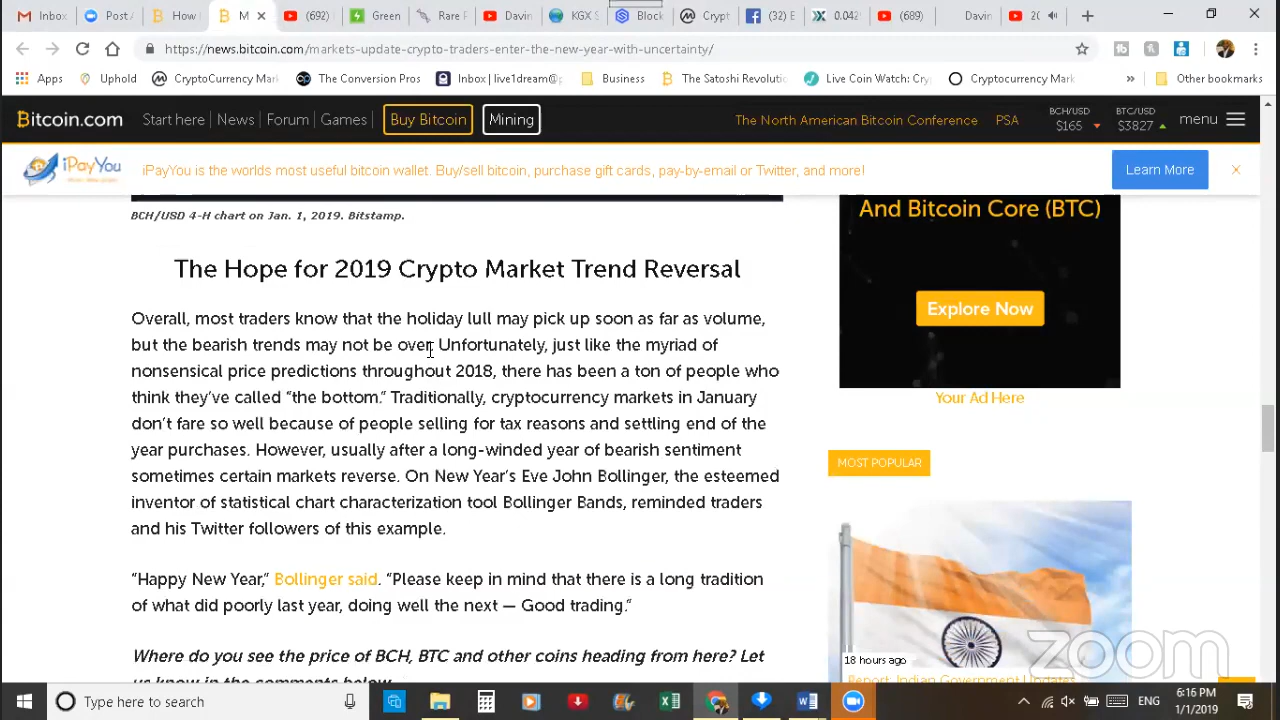 Inbox
Post A
How
M
(692)
Green
Rare F
Davin
KGX S
Block
Crypt
(32) E
0.042
(689)
Davin
20
https://news.bitcoin.com/markets-update-crypto-traders-enter-the-new-year-with-uncertainty/
Apps
Uphold
CryptoCurrency Mark
The Conversion Pros
Inbox | live1dream@
Business
The Satoshi Revolutio
Live Coin Watch: Cry
Cryptocurrency Mark
»
Other bookmarks
Bitcoin.com
Start here | News | Forum | Games |
Buy Bitcoin
Mining
The North American Bitcoin Conference
PSA
BCH/USD
$165
BTC/USD
$3827
menu
iPayYou
iPayYou is the worlds most useful bitcoin wallet. Buy/sell bitcoin, purchase gift cards, pay-by-email or Twitter, and more!
Learn More
×
BCH/USD 4-H chart on Jan. 1, 2019. Bitstamp.
The Hope for 2019 Crypto Market Trend Reversal
Overall, most traders know that the holiday lull may pick up soon as far as volume,
but the bearish trends may not be over. Unfortunately, just like the myriad of
nonsensical price predictions throughout 2018, there has been a ton of people who
think they've called “the bottom.” Traditionally, cryptocurrency markets in January
don't fare so well because of people selling for tax reasons and settling end of the
year purchases. However, usually after a long-winded year of bearish sentiment
sometimes certain markets reverse. On New Year's Eve John Bollinger, the esteemed
inventor of statistical chart characterization tool Bollinger Bands, reminded traders
and his Twitter followers of this example.
“Happy New Year,” Bollinger said. “Please keep in mind that there is a long tradition
of what did poorly last year, doing well the next — Good trading.”
Where do you see the price of BCH, BTC and other coins heading from here? Let
us know in the comments below.
And Bitcoin Core (BTC)
Explore Now
Your Ad Here
MOST POPULAR
18 hours ago
Report: Indian Government Updates
zoom
Type here to search
ENG
6:16 PM
1/1/2019